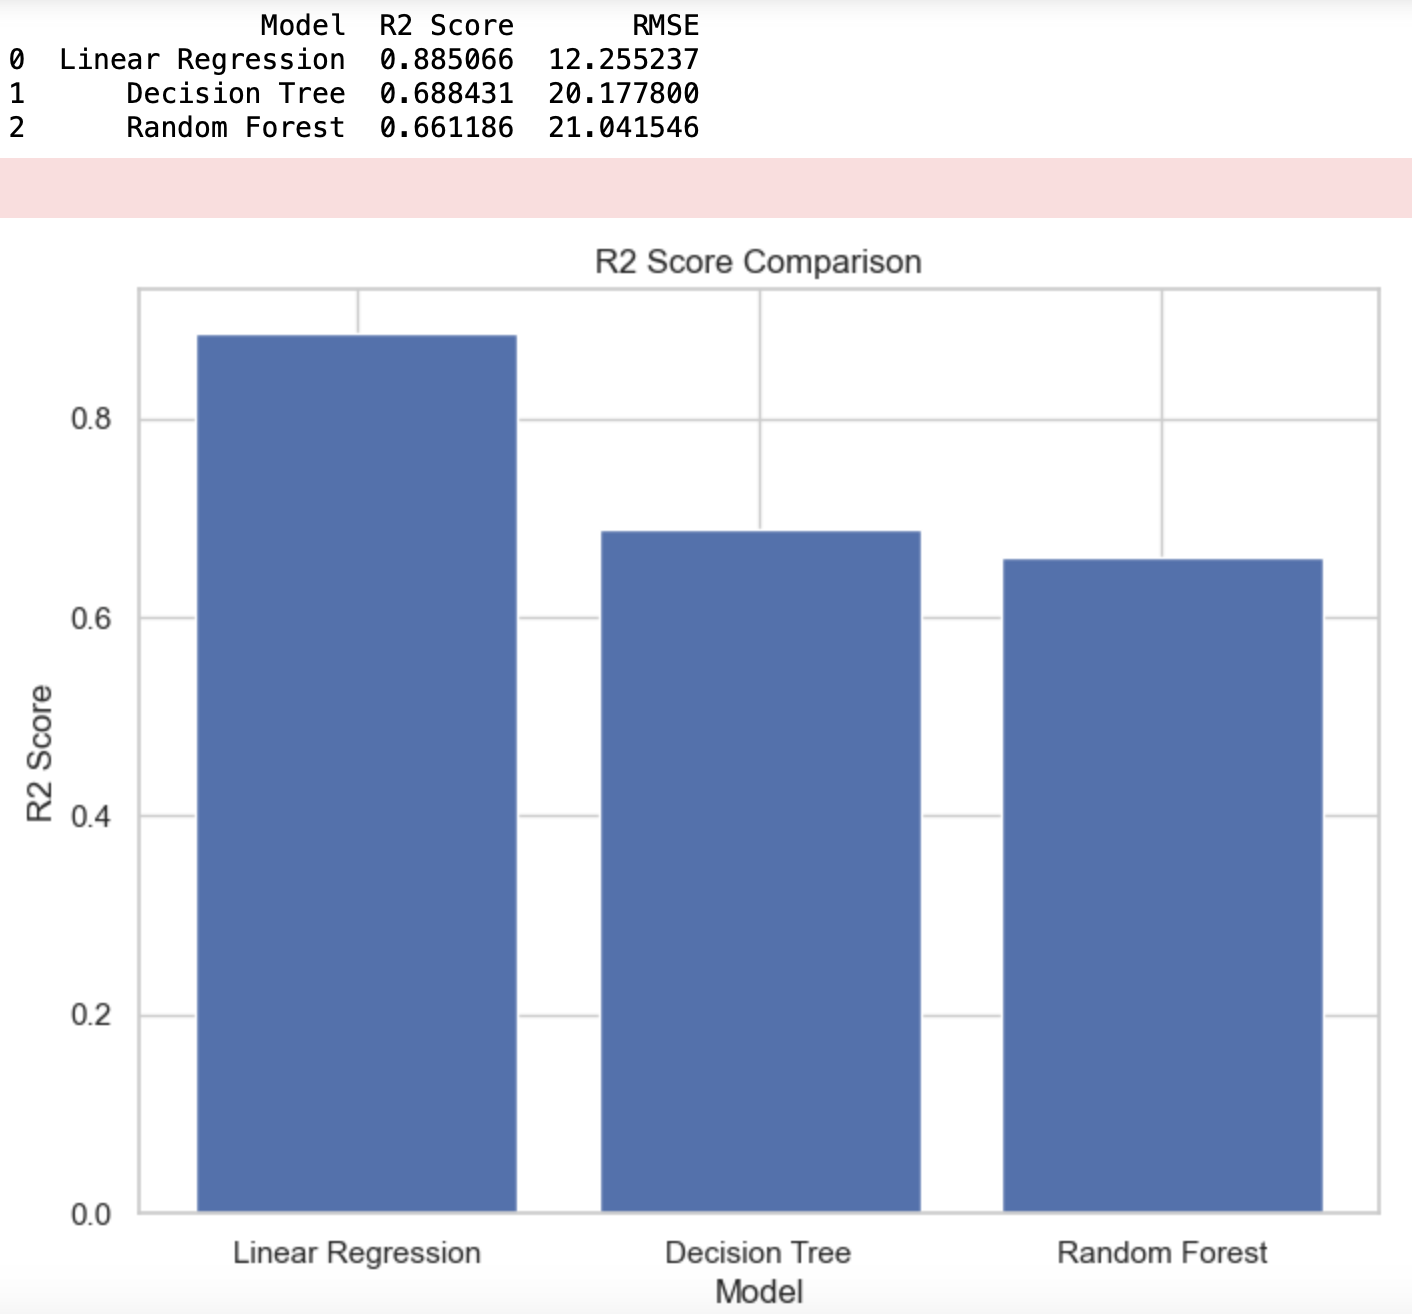 Model R2 Score RMSE
0 Linear Regression 0.885066 12.255237
1 Decision Tree 0.688431 20.177800
2 Random Forest 0.661186 21.041546
R2 Score Comparison
R2 Score
0.8
0.6
0.4
0.2
0.0
Linear Regression Decision Tree Random Forest
Model